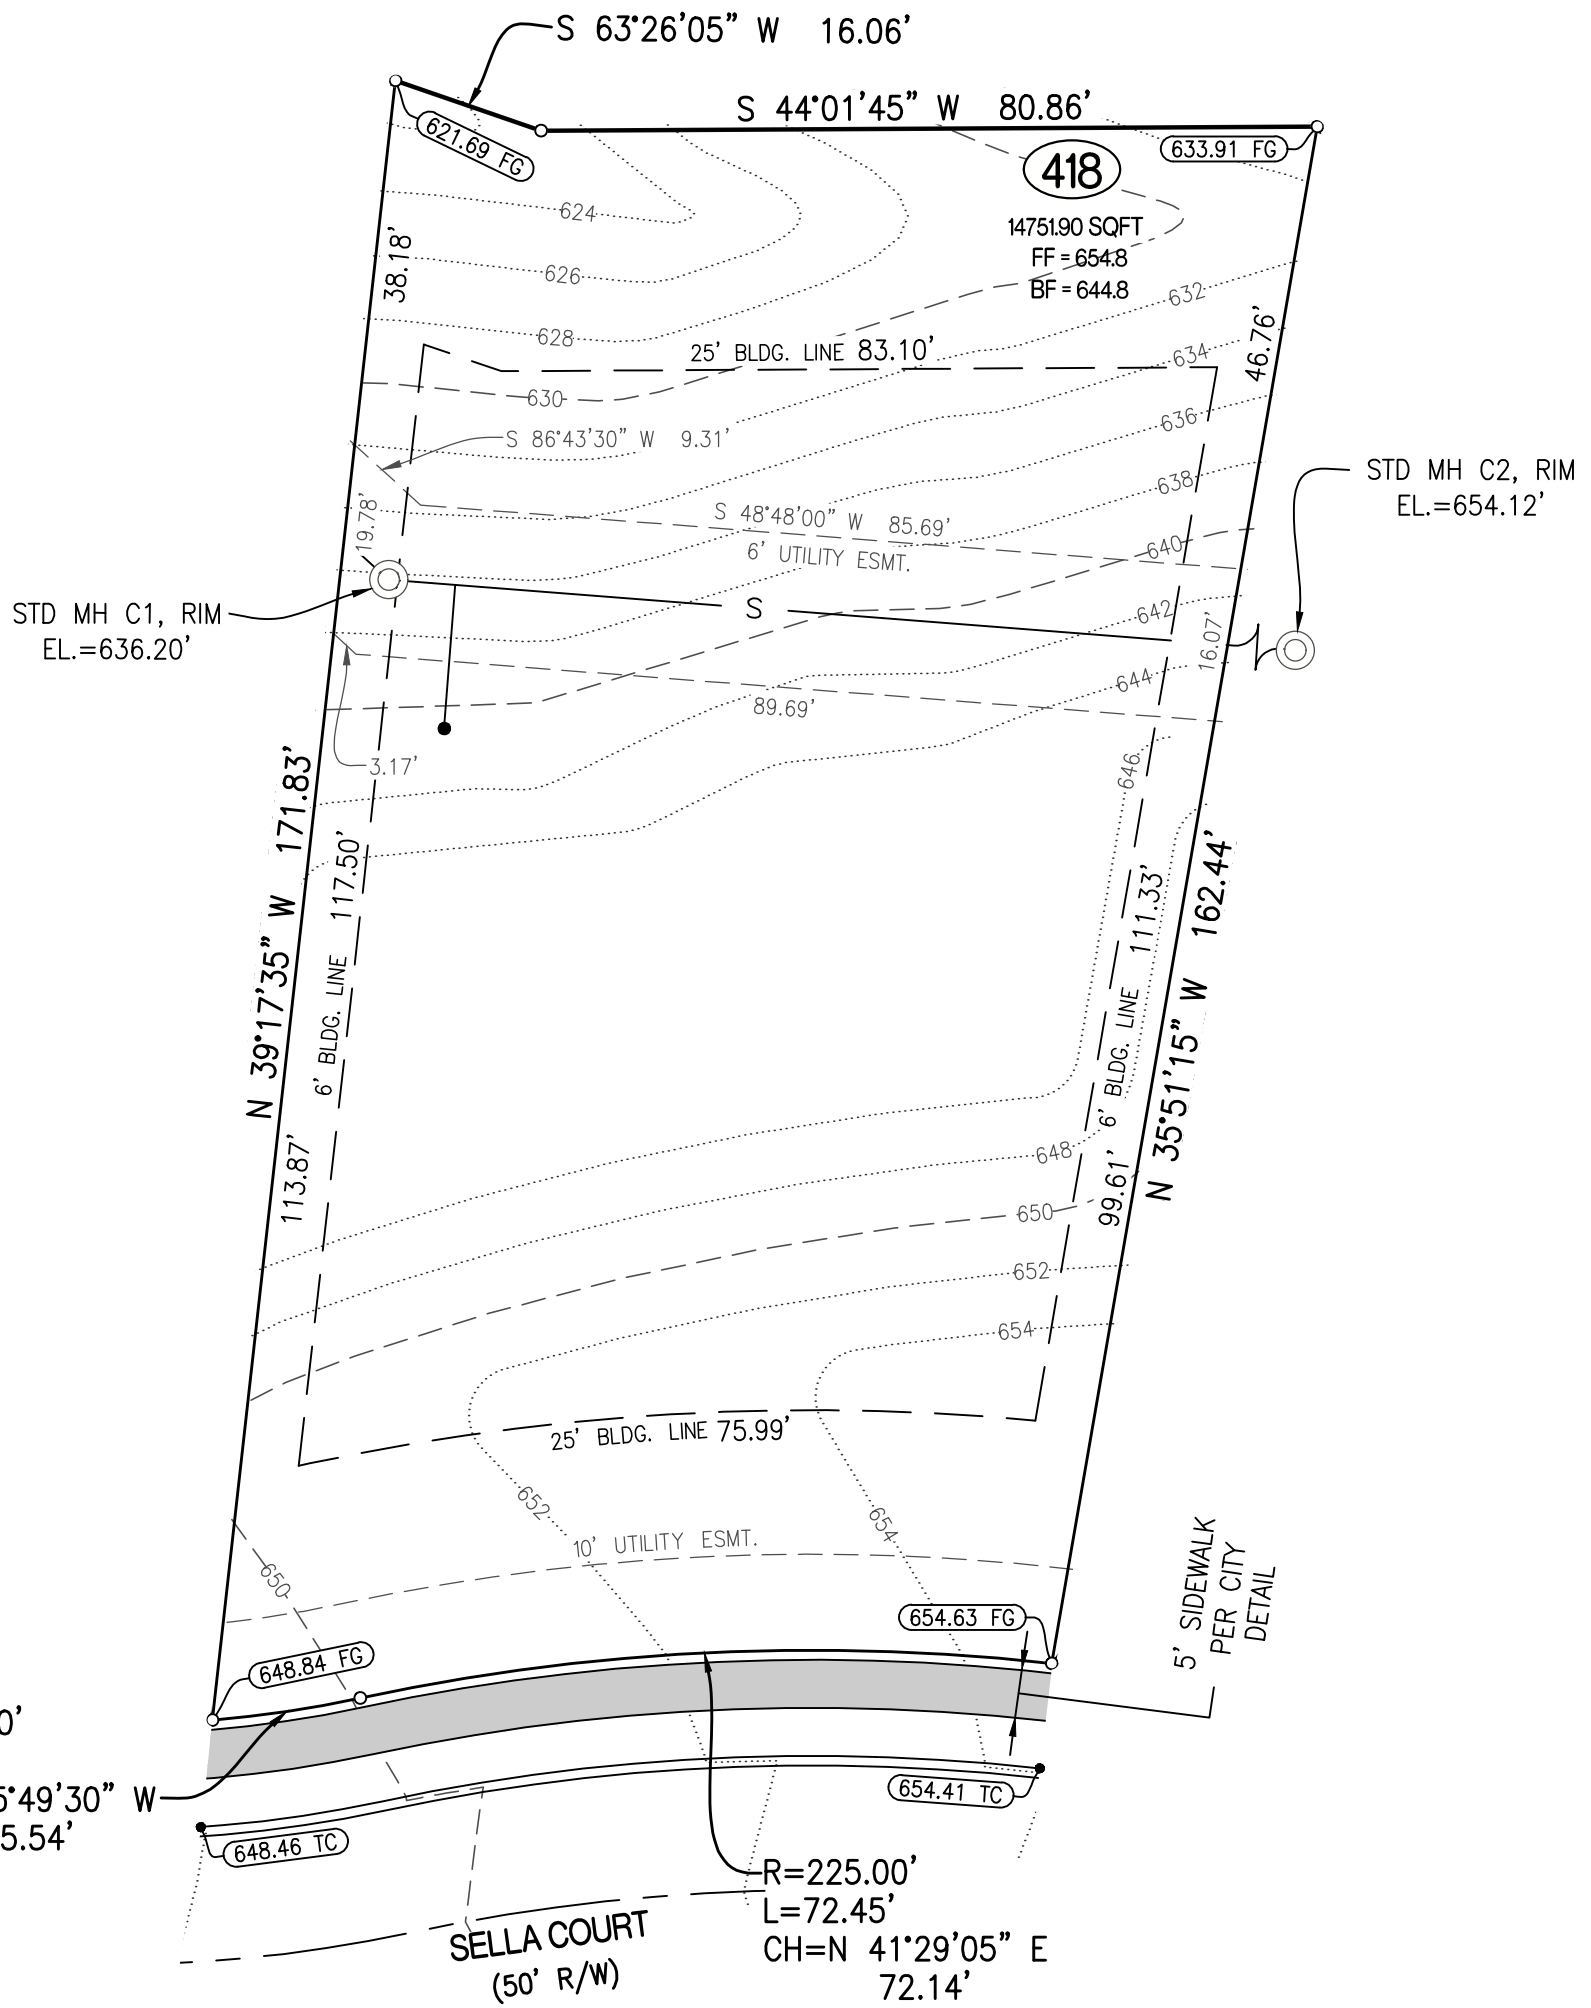 S 63°26'05" W 16.06'
S 44°01'45" W 80.86'
621.69 FG
633.91 FG
418
14751.90 SQFT
FF = 654.8
BF = 644.8
624
626
628
630
632
634
636
638
640
642
644
646
38.18'
46.76'
25' BLDG. LINE 83.10'
S 86°43'30" W 9.31'
19.78'
S 48°48'00" W 85.69'
6' UTILITY ESMT.
STD MH C2, RIM
EL.=654.12'
STD MH C1, RIM
EL.=636.20'
S
16.07'
89.69'
3.17'
N 39°17'35" W 171.83'
6' BLDG. LINE 117.50'
113.87'
6' BLDG. LINE 111.33'
99.61'
N 35°51'15" W 162.44'
648
650
652
654
25' BLDG. LINE 75.99'
652
654
650
10' UTILITY ESMT.
5' SIDEWALK
PER CITY
DETAIL
654.63 FG
648.84 FG
0'
°49'30" W
5.54'
654.41 TC
648.46 TC
R=225.00'
L=72.45'
CH=N 41°29'05" E
72.14'
SELLA COURT
(50' R/W)